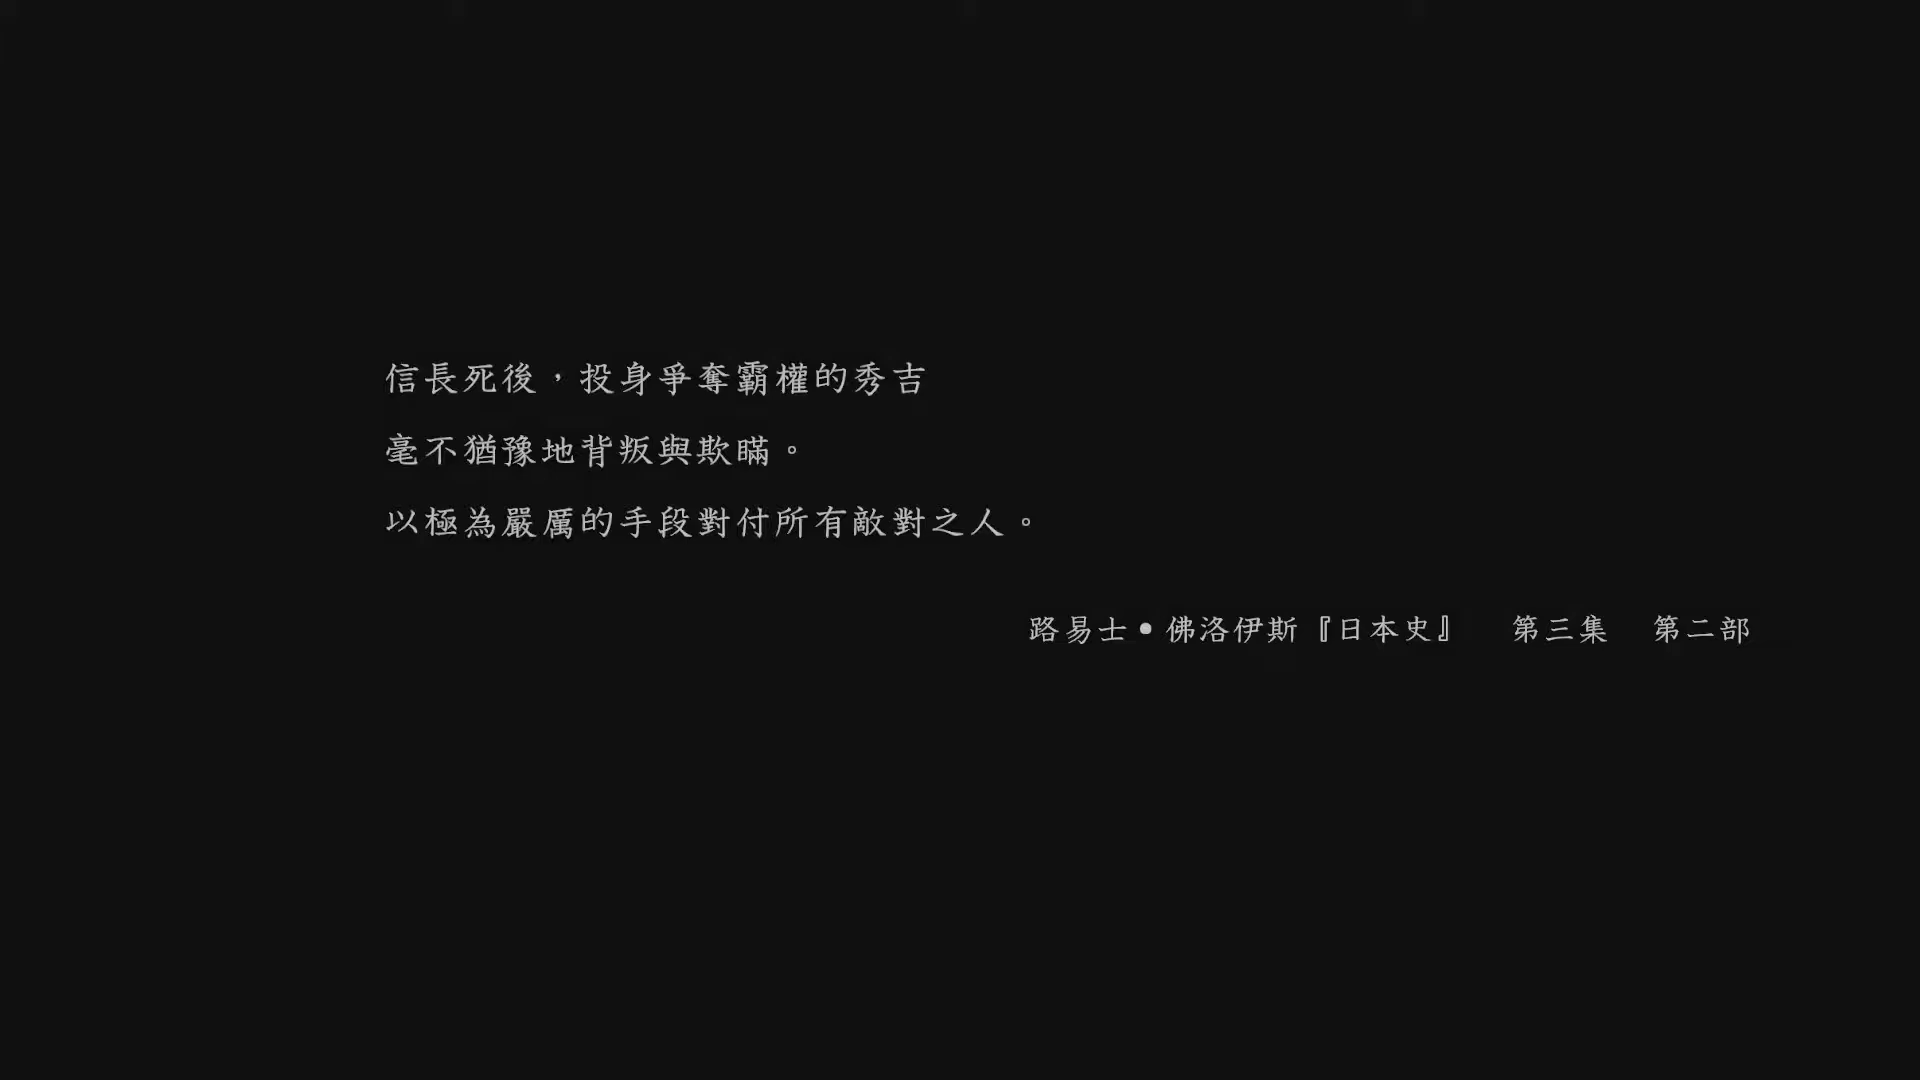 信長死後，投身爭奪霸權的秀吉
毫不猶豫地背叛與欺瞞。
以極為嚴厲的手段對付所有敵對之人。
路易士•佛洛伊斯『日本史』　第三集　第二部